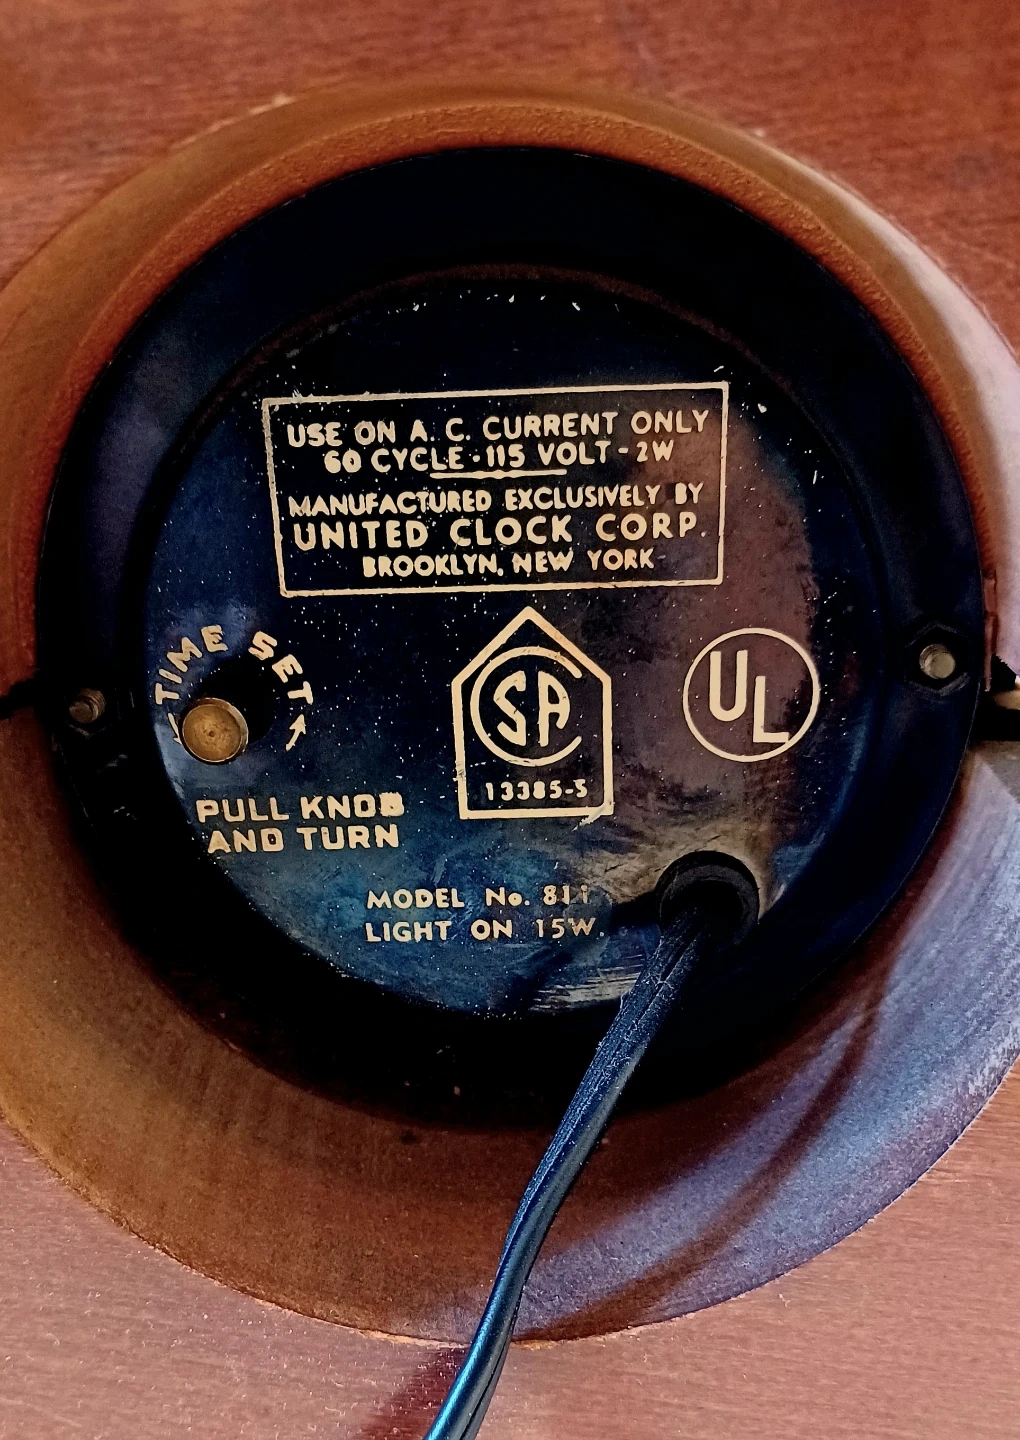 USE ON A. C. CURRENT ONLY
60 CYCLE · 115 VOLT - 2W
MANUFACTURED EXCLUSIVELY BY
UNITED CLOCK CORP.
BROOKLYN, NEW YORK
TIME SET
PULL KNOB
AND TURN
SA
13385-S
UL
MODEL No.
LIGHT ON 15W.